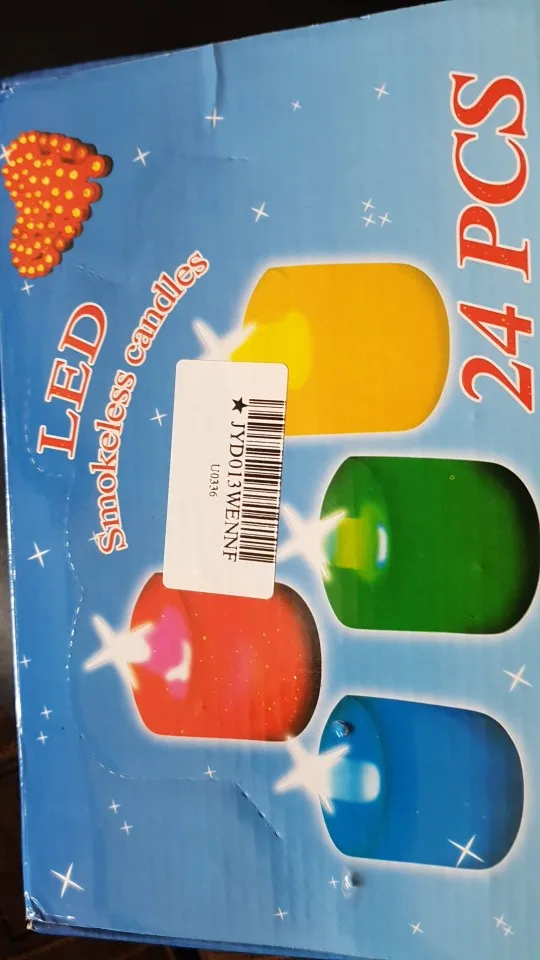 LED
Smokeless candles
★ JYD013WENNF
U0336
24 PCS